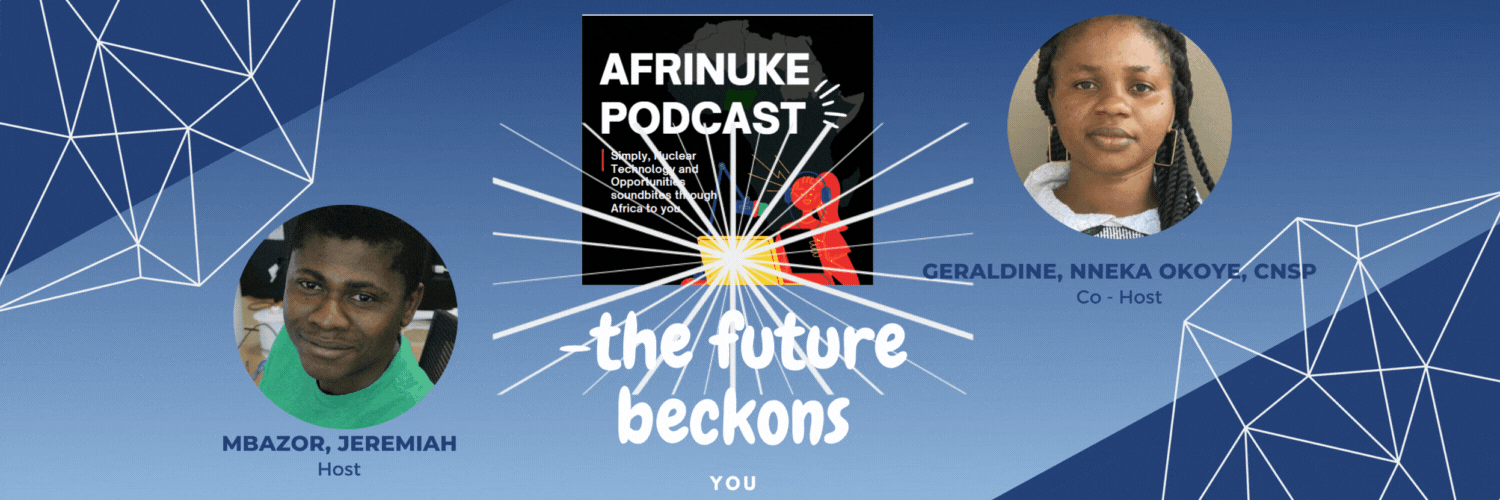 AFRINUKE
PODCAST
Simply, Nuclear
Technology and
Opportunities
soundbites through
Africa to you
GERALDINE, NNEKA OKOYE, CNSP
Co - Host
-the future
beckons
MBAZOR, JEREMIAH
Host
YOU